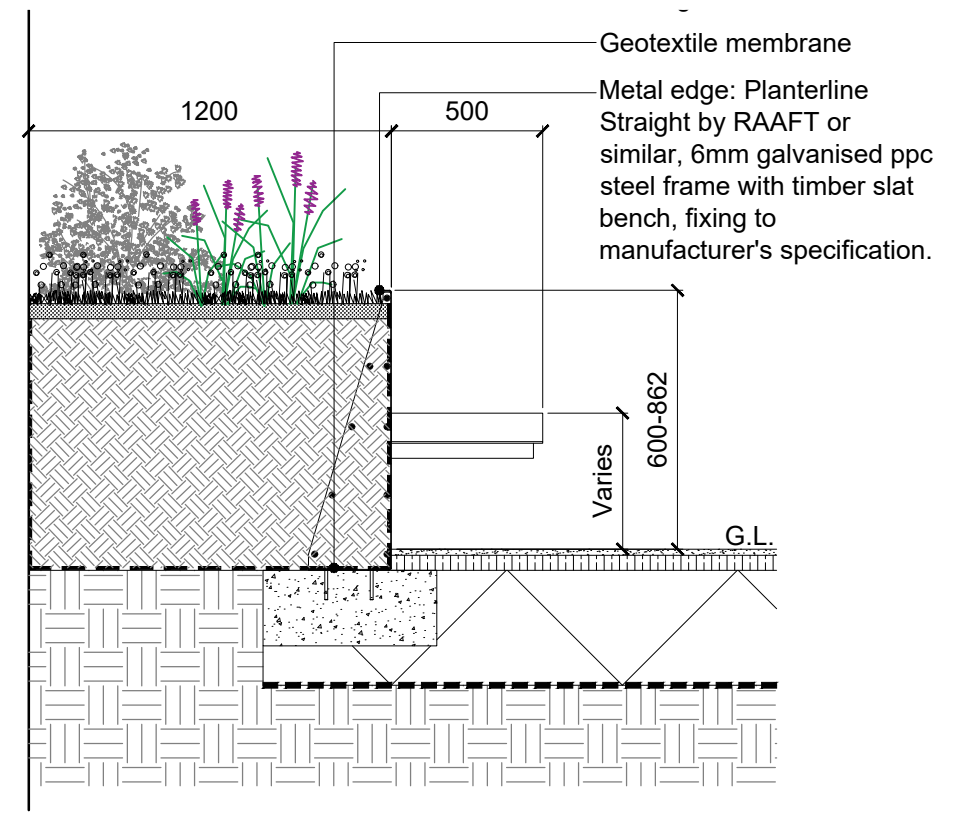 Geotextile membrane
Metal edge: Planterline
Straight by RAAFT or
similar, 6mm galvanised ppc
steel frame with timber slat
bench, fixing to
manufacturer's specification.
1200
500
600-862
Varies
G.L.